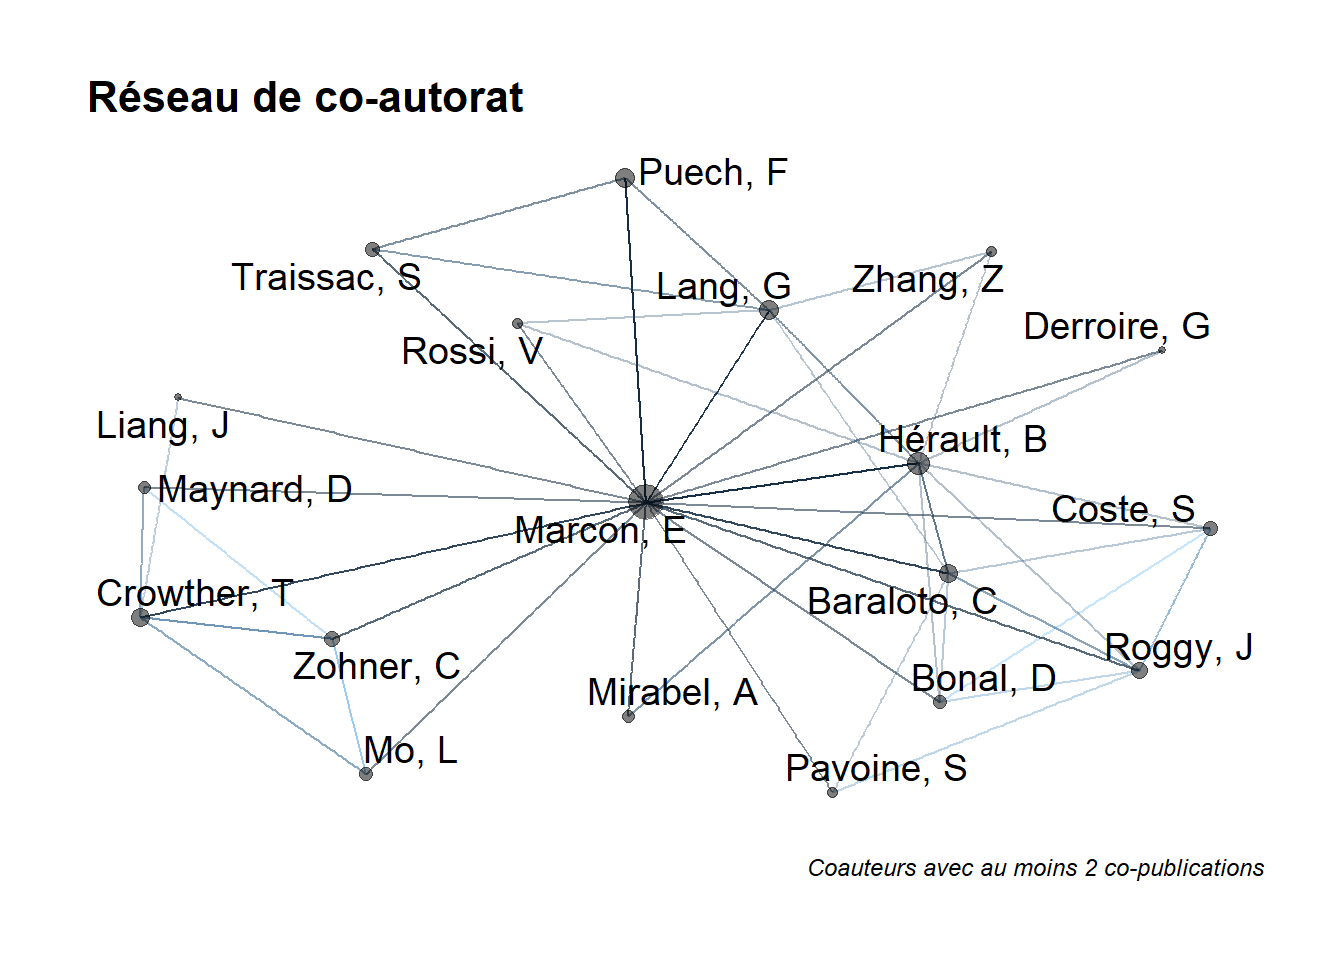 Réseau de co-autorat
Puech, F
Traissac, S
Lang, G
Zhang, Z
Rossi, V
Derroire, G
Liang, J
Hérault, B
Maynard, D
Coste, S
Marcon, E
Crowther, T
Baraloto, C
Zohner, C
Roggy, J
Mirabel, A
Bonal, D
Mo, L
Pavoine, S
Coauteurs avec au moins 2 co-publications